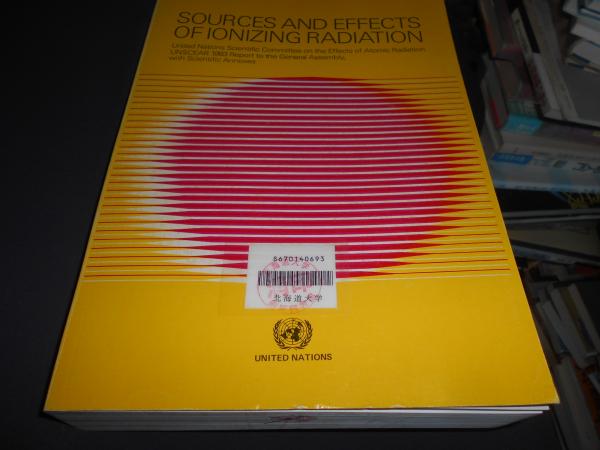 SOURCES AND EFFECTS
OF IONIZING RADIATION
United Nations Scientific Committee on the Effects of Atomic Radiation
UNSCEAR 1993 Report to the General Assembly,
with Scientific Annexes
5670140693
北海道大学
UNITED NATIONS